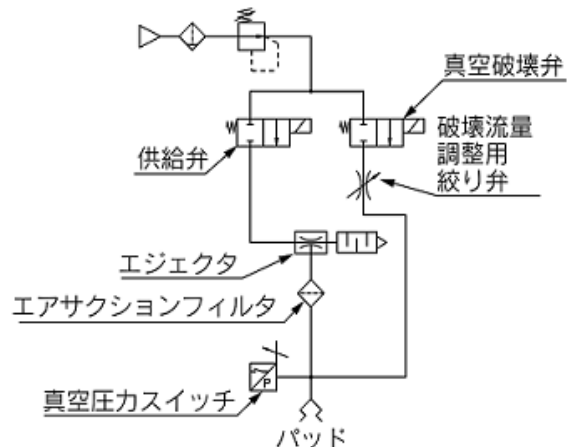 真空破壊弁
破壊流量
調整用
絞り弁
供給弁
エジェクタ
エアサクションフィルタ
P
真空圧力スイッチ
パッド